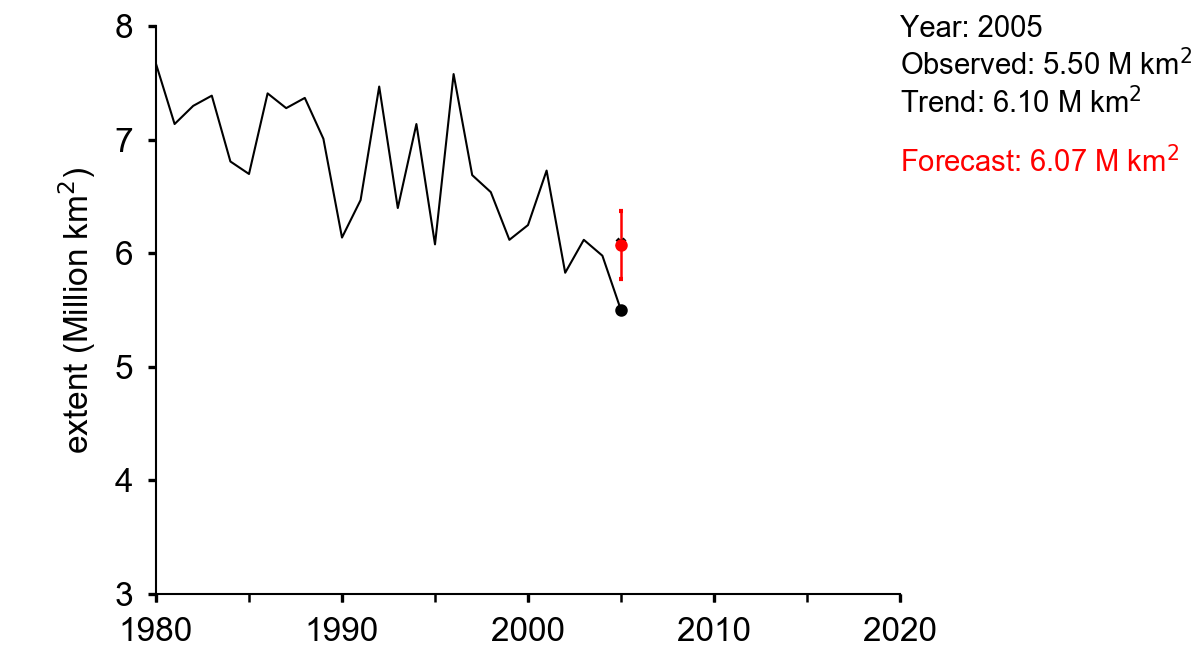 Year: 2005
Observed: 5.50 M km²
Trend: 6.10 M km²
Forecast: 6.07 M km²
extent (Million km²)
8
7
6
5
4
3
1980 1990 2000 2010 2020